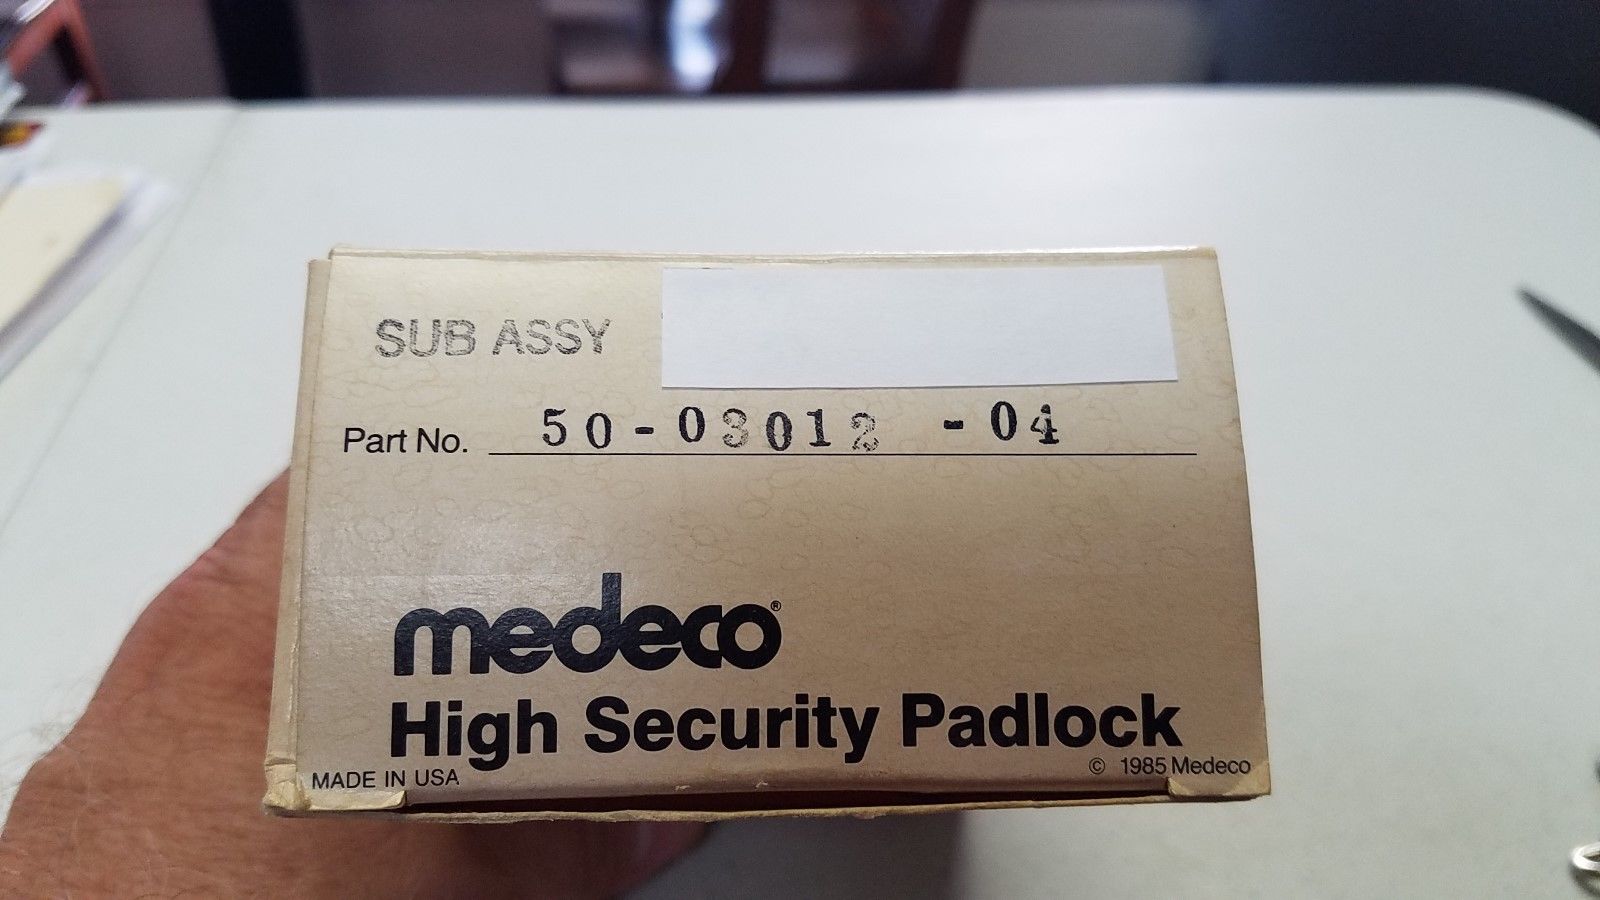 SUB ASSY
Part No. 50-03012 -04
medeco®
High Security Padlock
MADE IN USA © 1985 Medeco